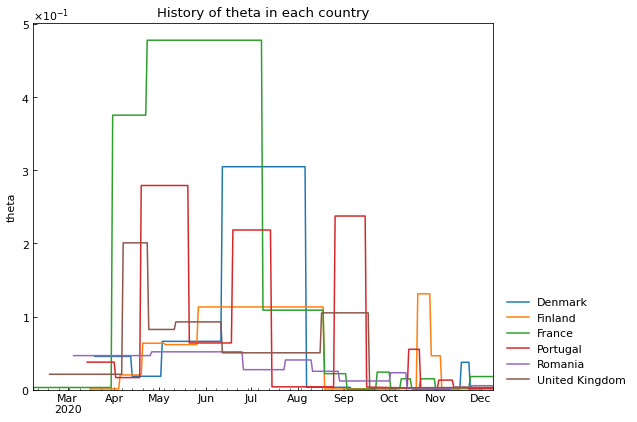 History of theta in each country
×10⁻¹
5
4
3
2
1
0
theta
Mar Apr May Jun Jul Aug Sep Oct Nov Dec
2020
Denmark
Finland
France
Portugal
Romania
United Kingdom